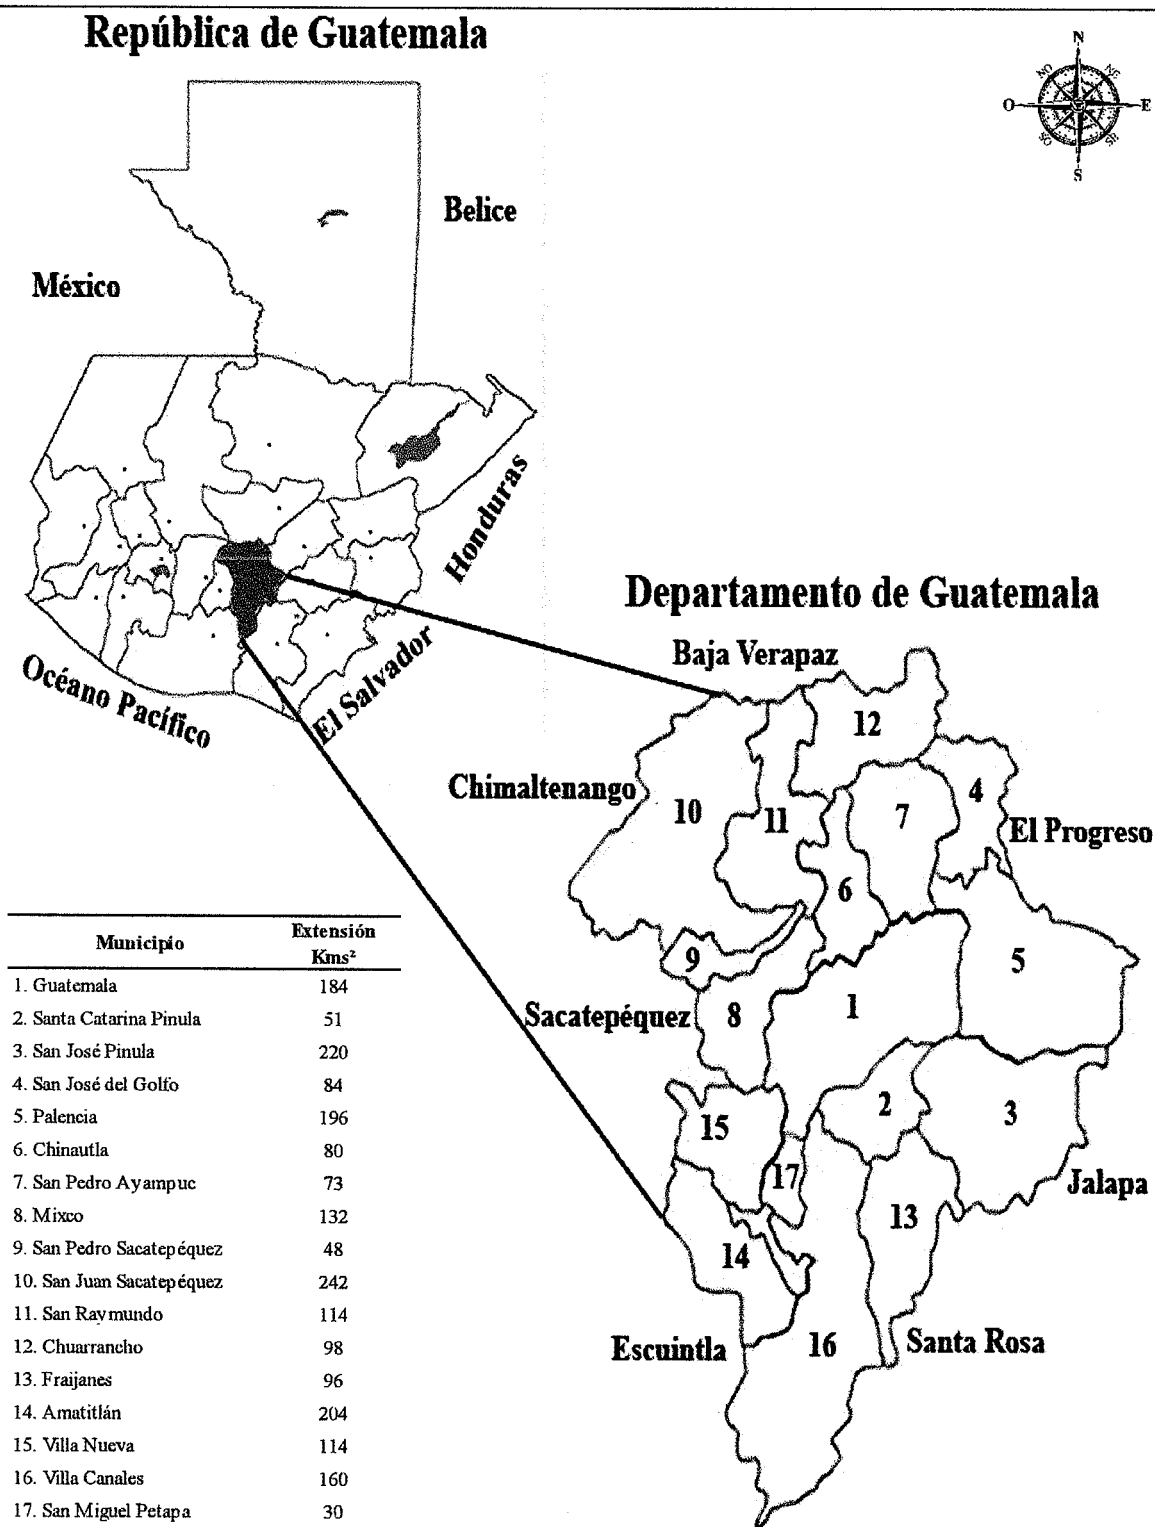 República de Guatemala
N
NO
NE
O
E
SO
SE
S
Belice
México
Honduras
El Salvador
Océano Pacífico
Departamento de Guatemala
Baja Verapaz
12
Chimaltenango
4
10
11
7
El Progreso
6
9
5
Sacatepéquez
8
1
2
3
15
17
Jalapa
13
14
Escuintla
16
Santa Rosa
Municipio Extensión Kms²
1. Guatemala 184
2. Santa Catarina Pinula 51
3. San José Pinula 220
4. San José del Golfo 84
5. Palencia 196
6. Chinautla 80
7. San Pedro Ayampuc 73
8. Mixco 132
9. San Pedro Sacatepéquez 48
10. San Juan Sacatepéquez 242
11. San Raymundo 114
12. Chuarrancho 98
13. Fraijanes 96
14. Amatitlán 204
15. Villa Nueva 114
16. Villa Canales 160
17. San Miguel Petapa 30